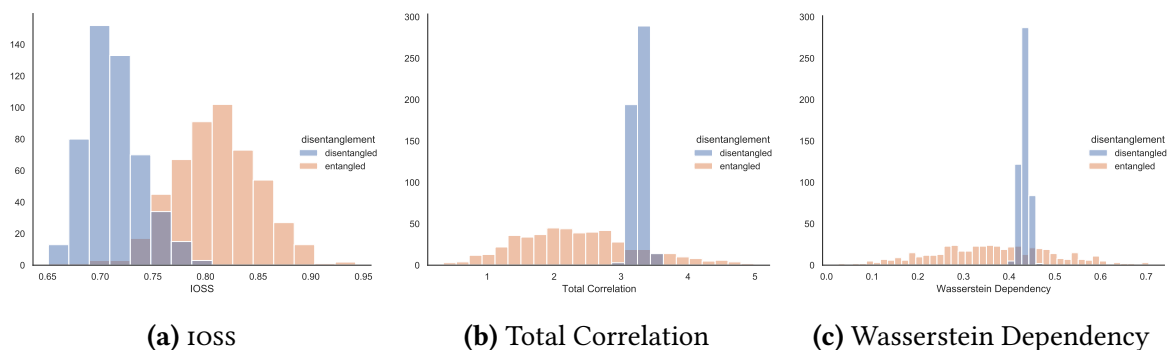 140
120
100
80
60
40
20
0
0.65 0.70 0.75 0.80 0.85 0.90 0.95
IOSS
disentanglement
disentangled
entangled
(a) IOSS
300
250
200
150
100
50
0
1 2 3 4 5
Total Correlation
disentanglement
disentangled
entangled
(b) Total Correlation
300
250
200
150
100
50
0
0.0 0.1 0.2 0.3 0.4 0.5 0.6 0.7
Wasserstein Dependency
disentanglement
disentangled
entangled
(c) Wasserstein Dependency